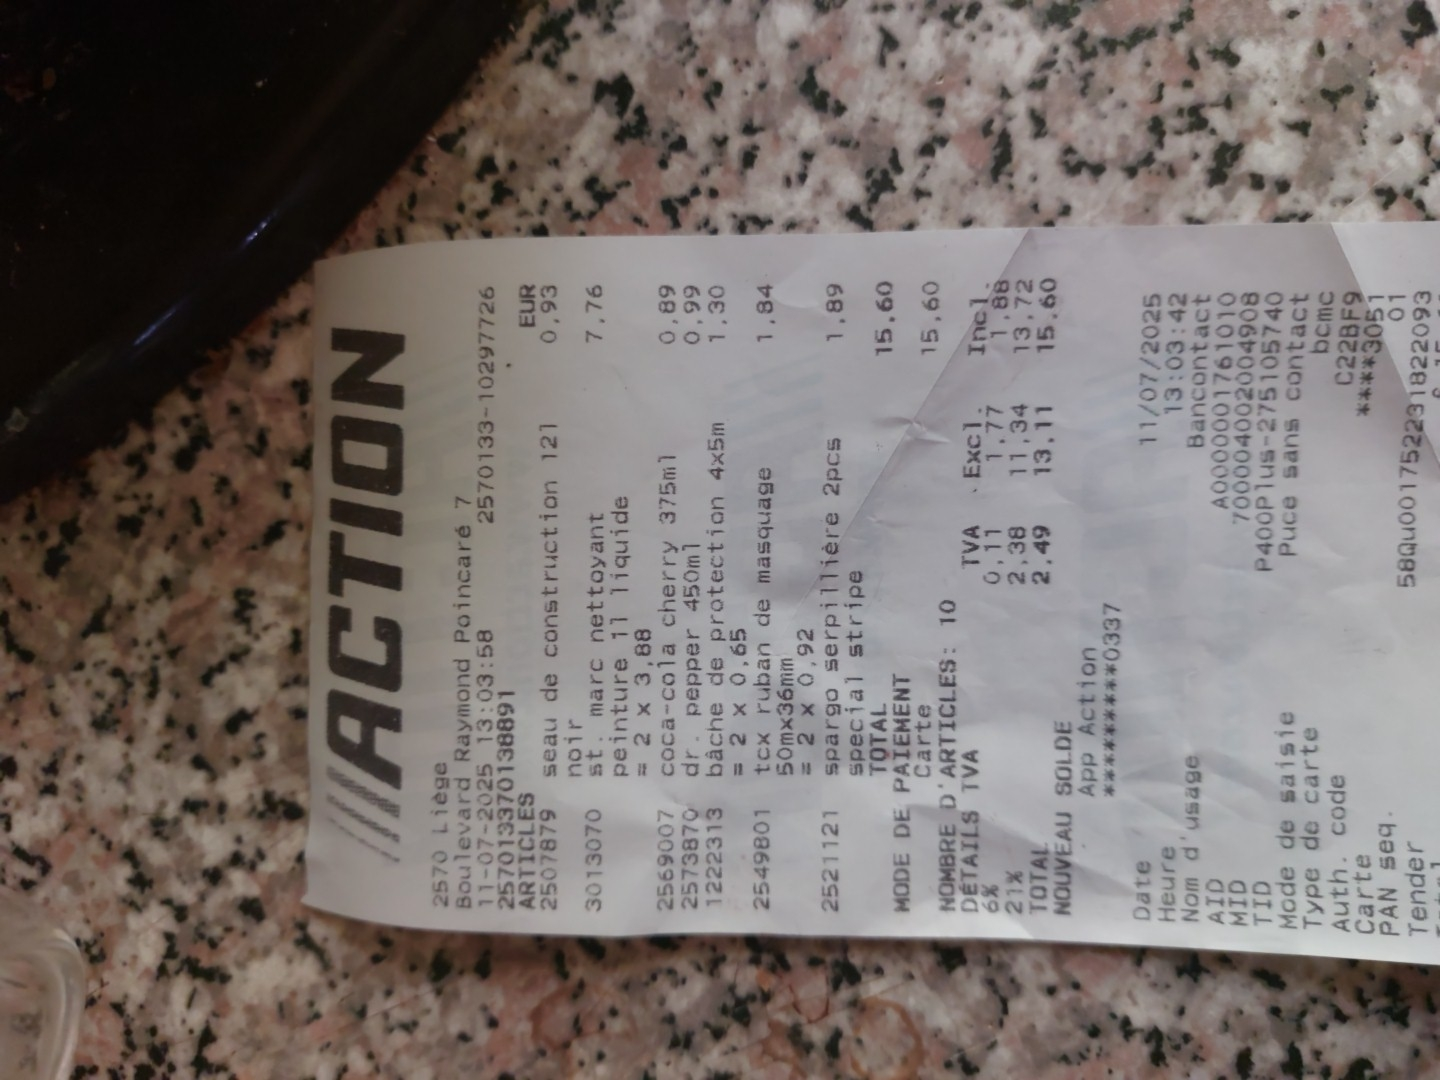 ACTION
2570 Liège
Boulevard Raymond Poincaré 7
11-07-2025 13:03:58 2570133-10297726
2570133701138891
ARTICLES EUR
2507879 seau de construction 12l 0,93
noir
3013070 st. marc nettoyant 7,76
peinture 1l liquide
= 2 x 3,88
2569007 coca-cola cherry 375ml 0,89
2573870 dr. pepper 450ml 0,99
1222313 bâche de protection 4x5m 1,30
= 2 x 0,65
2549801 tcx ruban de masquage 1,84
50mx36mm
= 2 x 0,92
2521121 spargo serpillière 2pcs 1,89
special stripe
TOTAL 15,60
MODE DE PAIEMENT
Carte 15,60
NOMBRE D'ARTICLES: 10
DÉTAILS TVA TVA Excl. Incl.
6% 0,11 1,77 1,88
21% 2,38 11,34 13,72
TOTAL 2,49 13,11 15,60
NOUVEAU SOLDE
App Action
*********0337
Date 11/07/2025
Heure 13:03:42
Nom d'usage Bancontact
AID A0000001761010
MID 70000402004908
TID P400Plus-275105740
Mode de saisie Puce sans contact
Type de carte bcmc
Auth. code C22BF9
Carte ****3051
PAN seq. 01
Tender 58Qu001752231822093